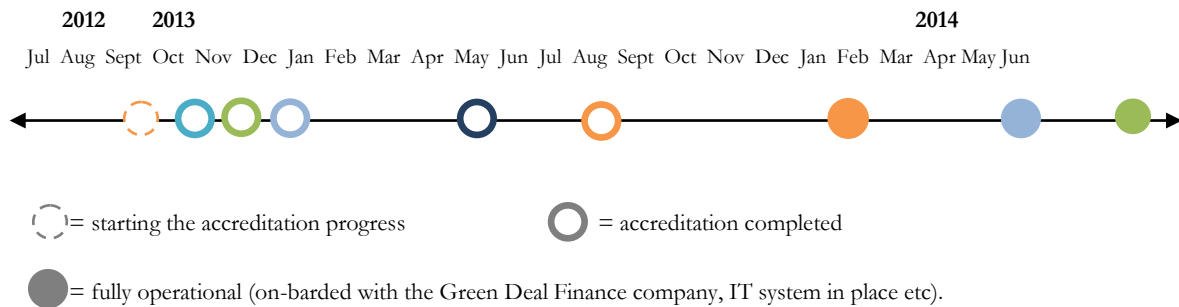 2012 2013 2014
Jul Aug Sept Oct Nov Dec Jan Feb Mar Apr May Jun Jul Aug Sept Oct Nov Dec Jan Feb Mar Apr May Jun
= starting the accreditation progress = accreditation completed
= fully operational (on-barded with the Green Deal Finance company, IT system in place etc).